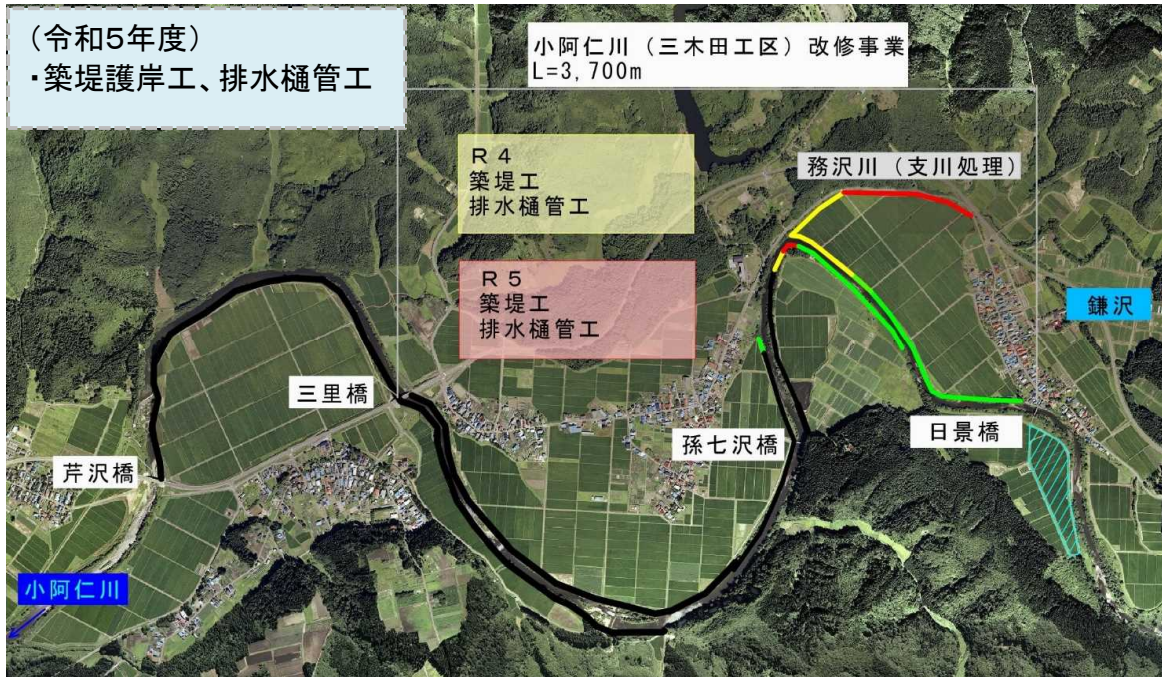 （令和5年度）
・築堤護岸工、排水樋管工
小阿仁川（三木田工区）改修事業
L=3,700m
R 4
築堤工
排水樋管工
務沢川（支川処理）
R 5
築堤工
排水樋管工
鎌沢
三里橋
日景橋
孫七沢橋
芹沢橋
小阿仁川